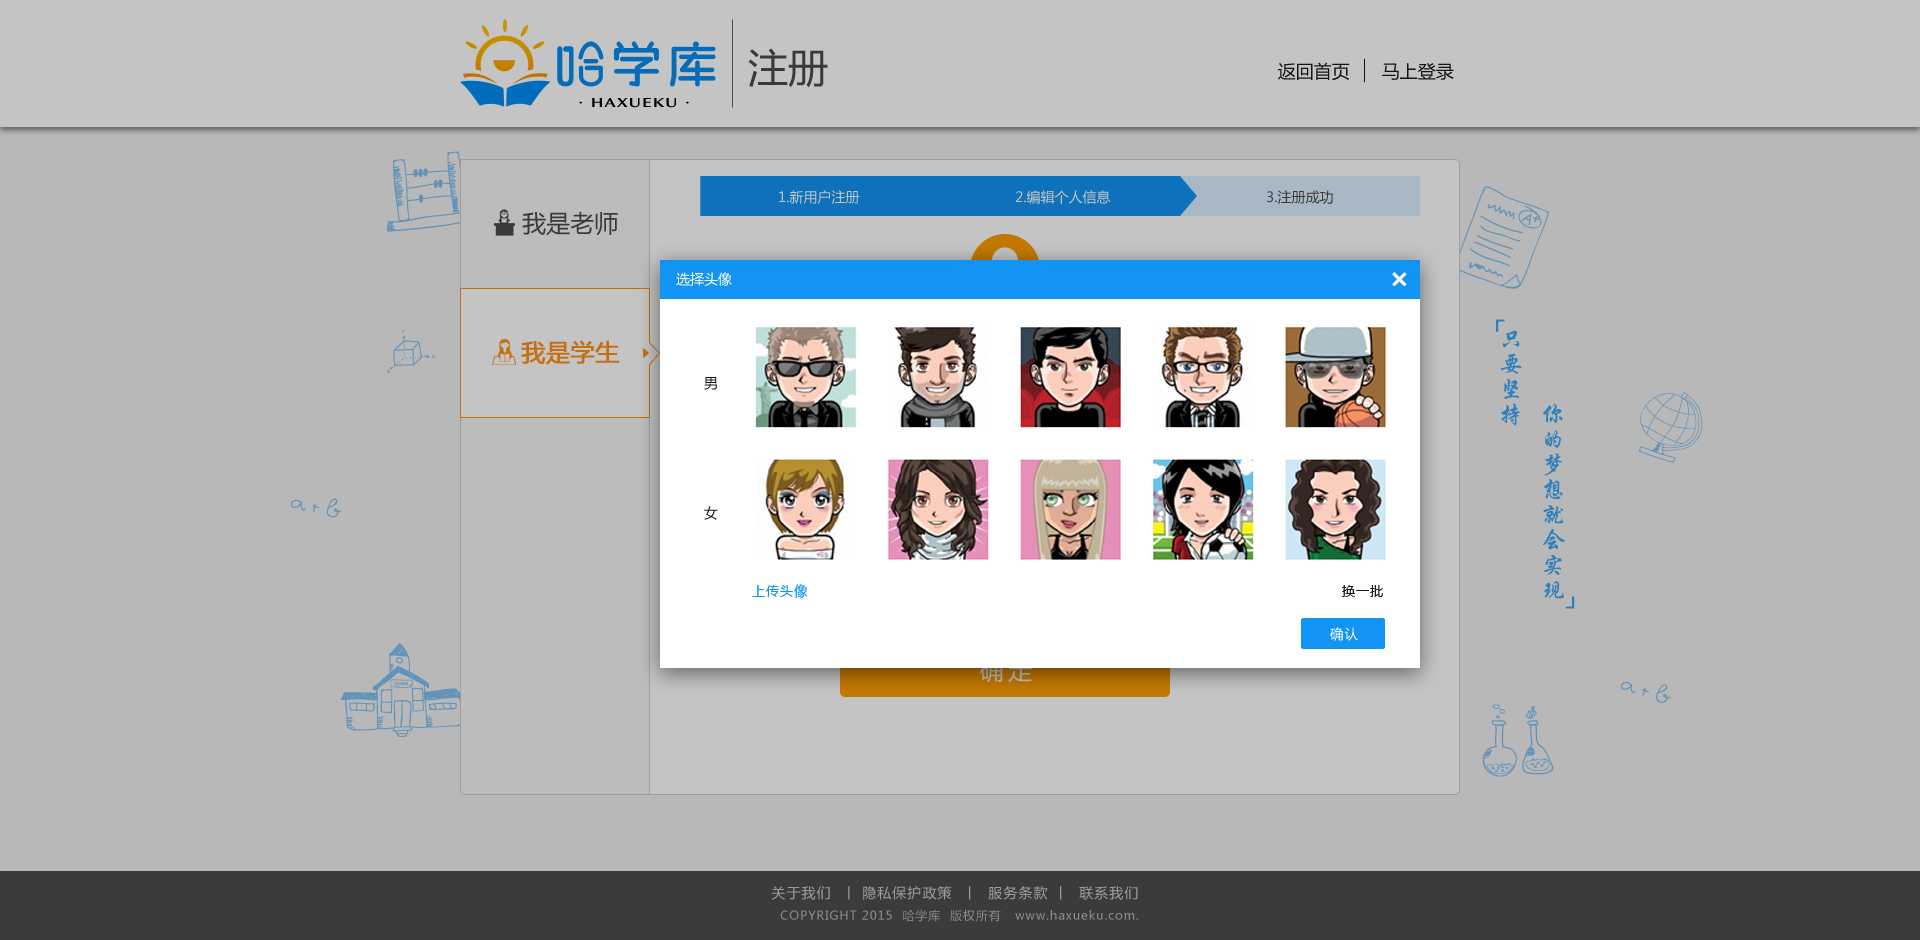 哈学库
· HAXUEKU ·
注册
返回首页 | 马上登录
我是老师
我是学生
1.新用户注册
2.编辑个人信息
3.注册成功
选择头像
男
女
上传头像
换一批
确认
确定
「只要坚持
你的梦想就会实现」
A+
a+b
a+b
关于我们 | 隐私保护政策 | 服务条款 | 联系我们
COPYRIGHT 2015 哈学库 版权所有 www.haxueku.com.